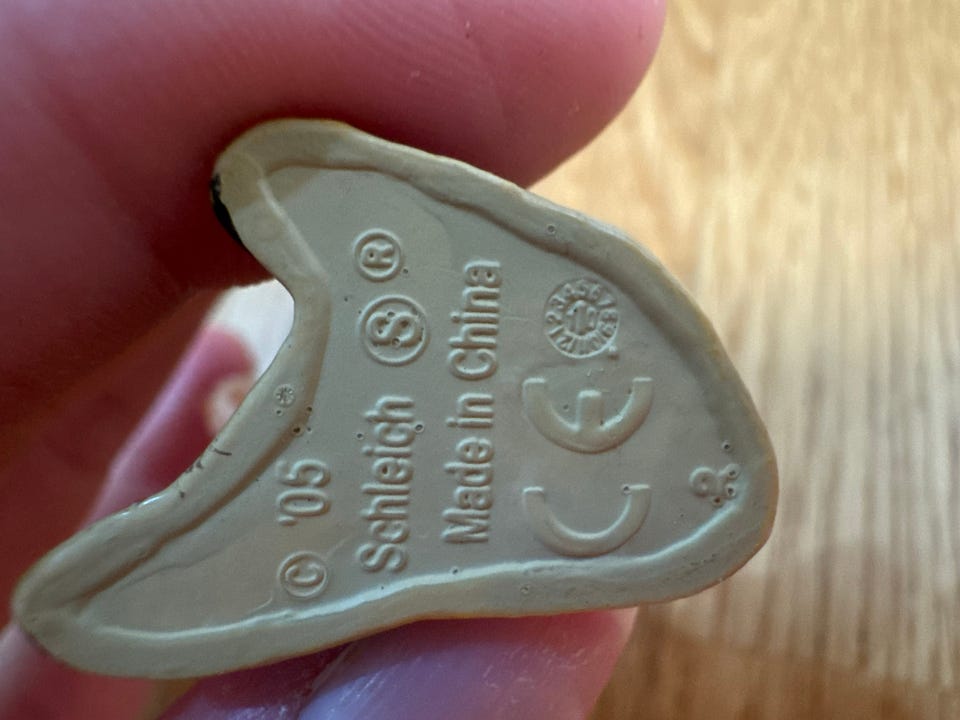 © '05
Schleich Ⓢ ®
Made in China
CE